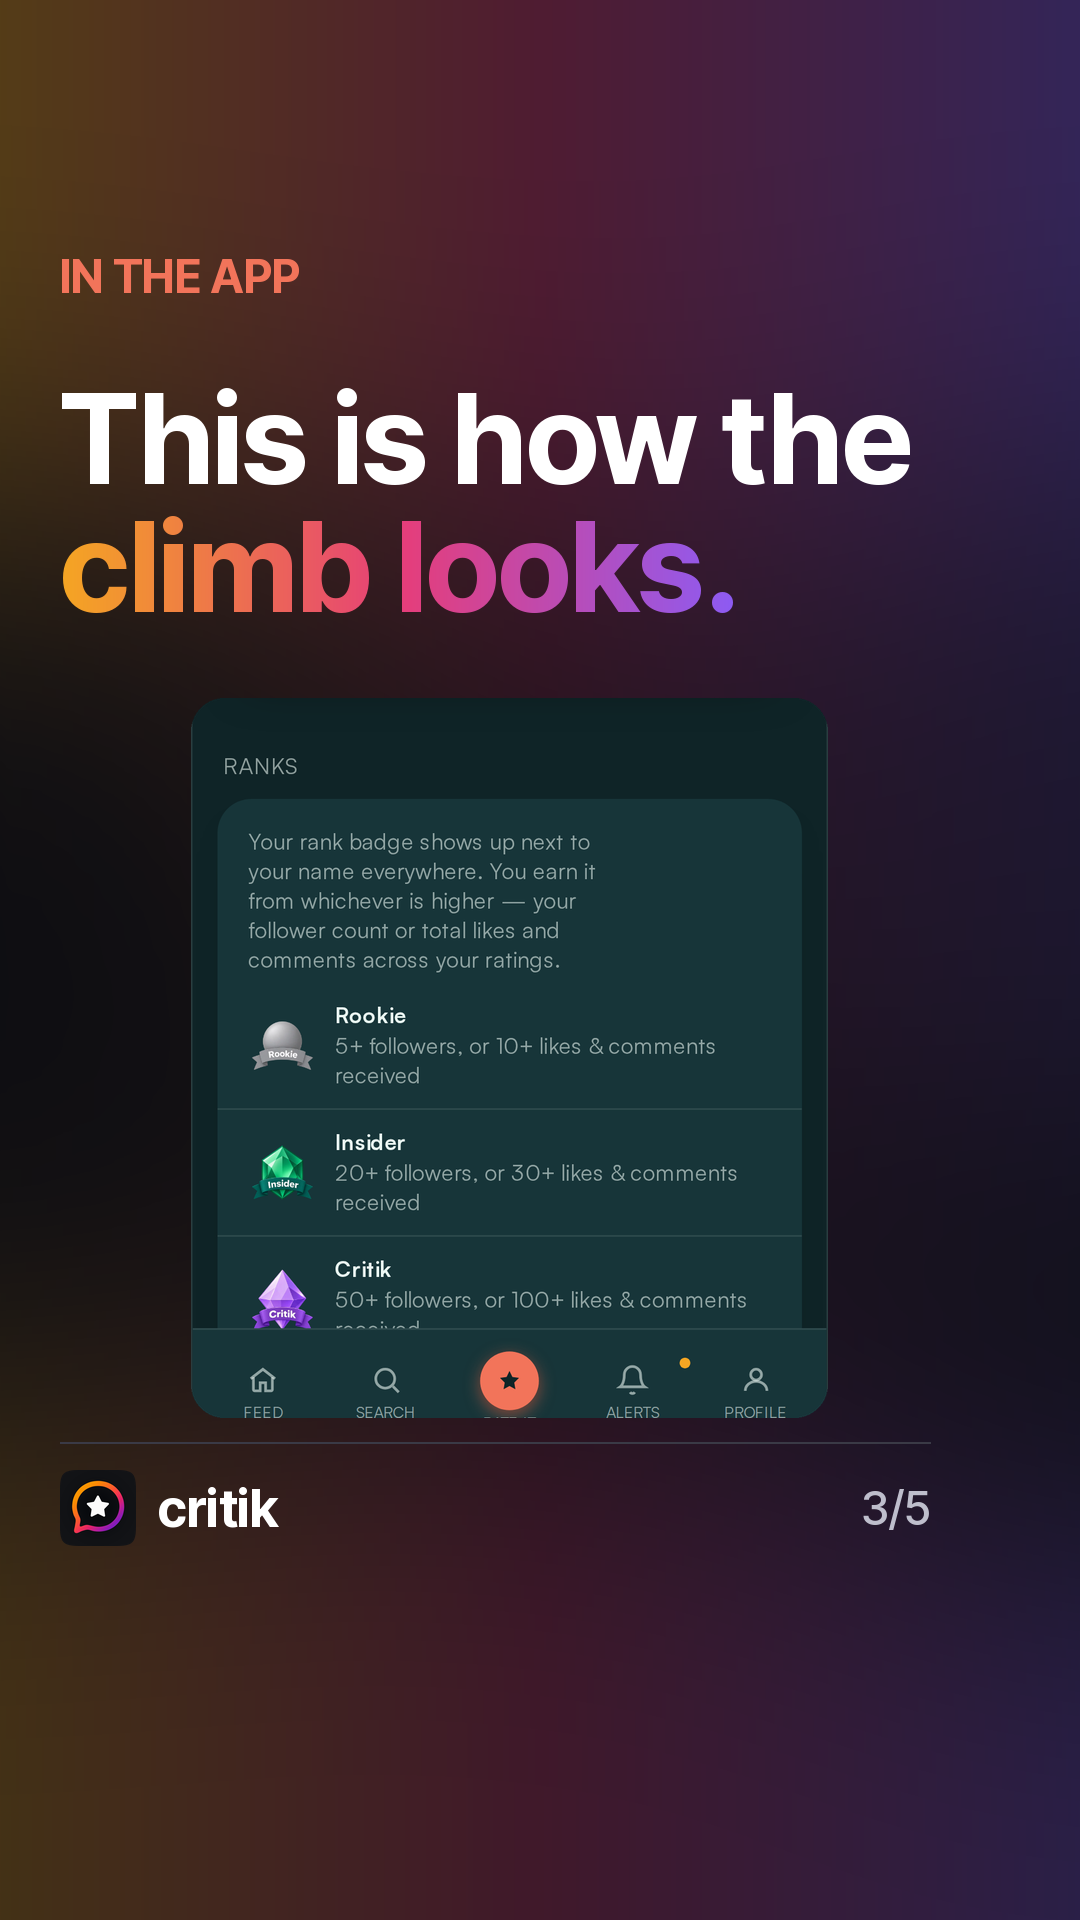 IN THE APP
This is how the
climb looks.
RANKS
Your rank badge shows up next to
your name everywhere. You earn it
from whichever is higher — your
follower count or total likes and
comments across your ratings.
Rookie
Rookie
5+ followers, or 10+ likes & comments
received
Insider
Insider
20+ followers, or 30+ likes & comments
received
Critik
Critik
50+ followers, or 100+ likes & comments
received
FEED
SEARCH
ALERTS
PROFILE
critik
3/5